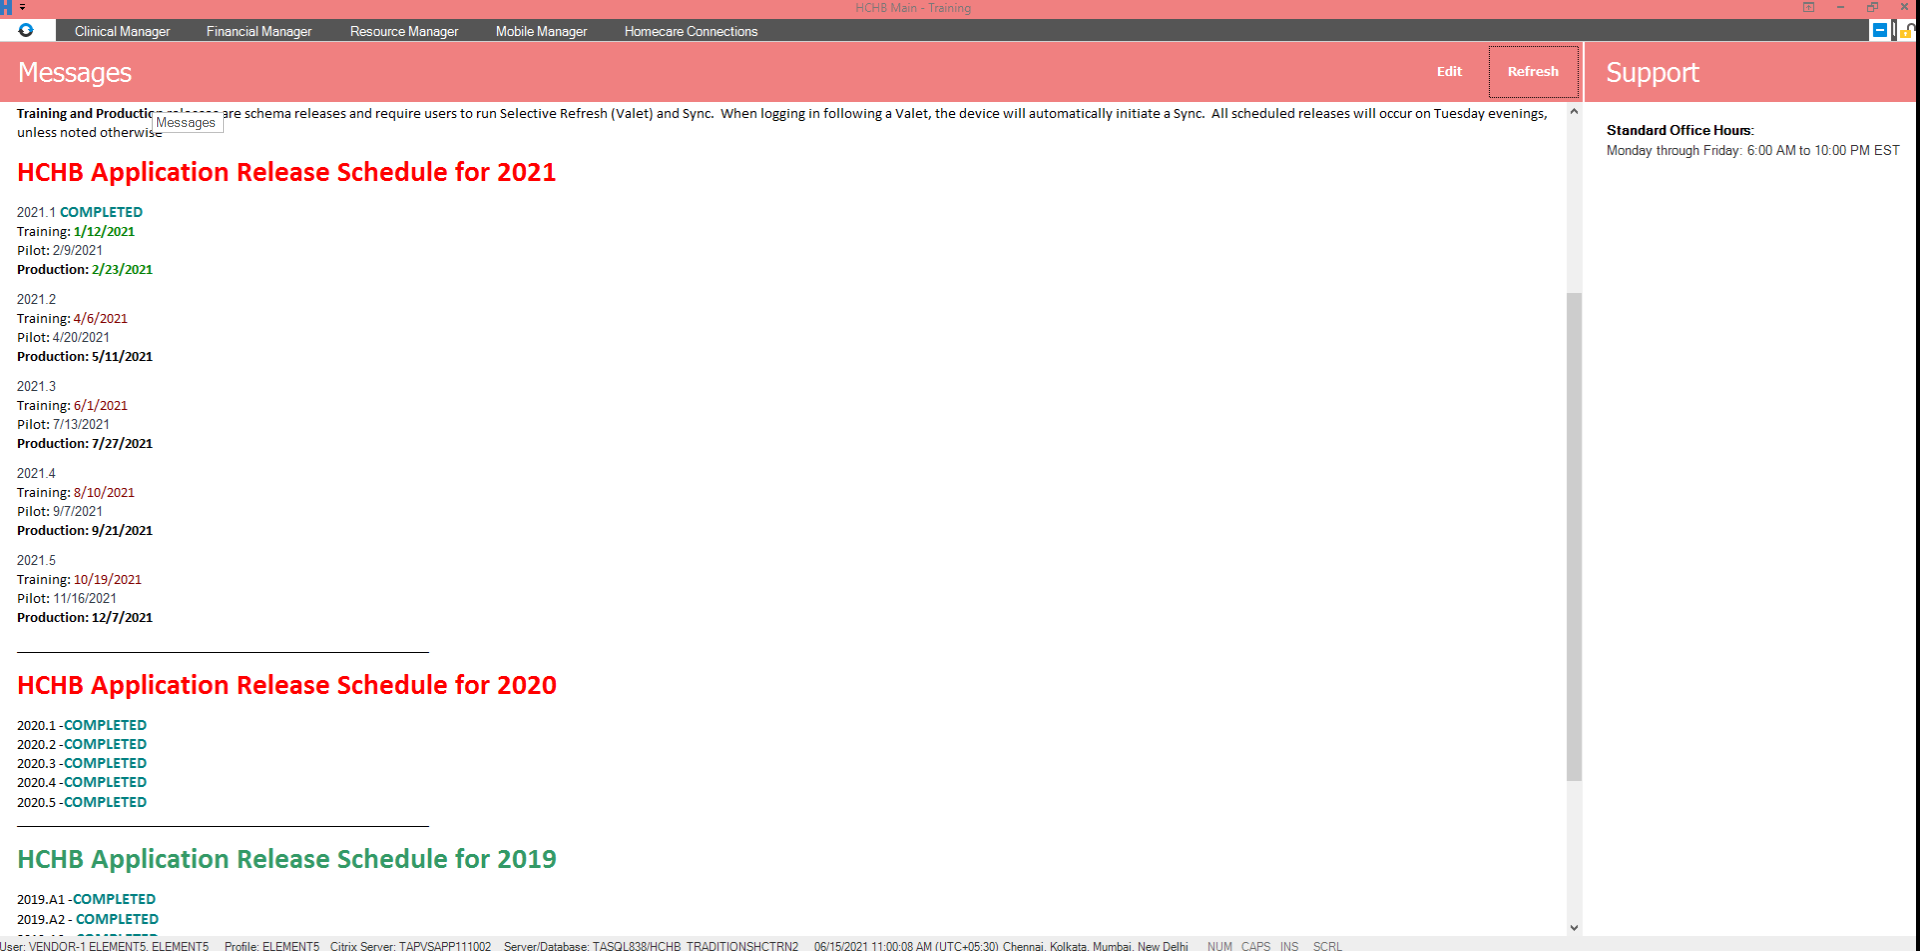 HCHB Main - Training
Clinical Manager Financial Manager Resource Manager Mobile Manager Homecare Connections
Messages Edit Refresh Support
Training and Production releases are schema releases and require users to run Selective Refresh (Valet) and Sync. When logging in following a Valet, the device will automatically initiate a Sync. All scheduled releases will occur on Tuesday evenings,
unless noted otherwise
Messages
HCHB Application Release Schedule for 2021
2021.1 COMPLETED
Training: 1/12/2021
Pilot: 2/9/2021
Production: 2/23/2021
2021.2
Training: 4/6/2021
Pilot: 4/20/2021
Production: 5/11/2021
2021.3
Training: 6/1/2021
Pilot: 7/13/2021
Production: 7/27/2021
2021.4
Training: 8/10/2021
Pilot: 9/7/2021
Production: 9/21/2021
2021.5
Training: 10/19/2021
Pilot: 11/16/2021
Production: 12/7/2021
HCHB Application Release Schedule for 2020
2020.1 -COMPLETED
2020.2 -COMPLETED
2020.3 -COMPLETED
2020.4 -COMPLETED
2020.5 -COMPLETED
HCHB Application Release Schedule for 2019
2019.A1 -COMPLETED
2019.A2 - COMPLETED
Standard Office Hours:
Monday through Friday: 6:00 AM to 10:00 PM EST
User: VENDOR-1 ELEMENT5, ELEMENT5 Profile: ELEMENT5 Citrix Server: TAPVSAPP111002 Server/Database: TASQL838/HCHB_TRADITIONSHCTRN2 06/15/2021 11:00:08 AM (UTC+05:30) Chennai, Kolkata, Mumbai, New Delhi NUM CAPS INS SCRL